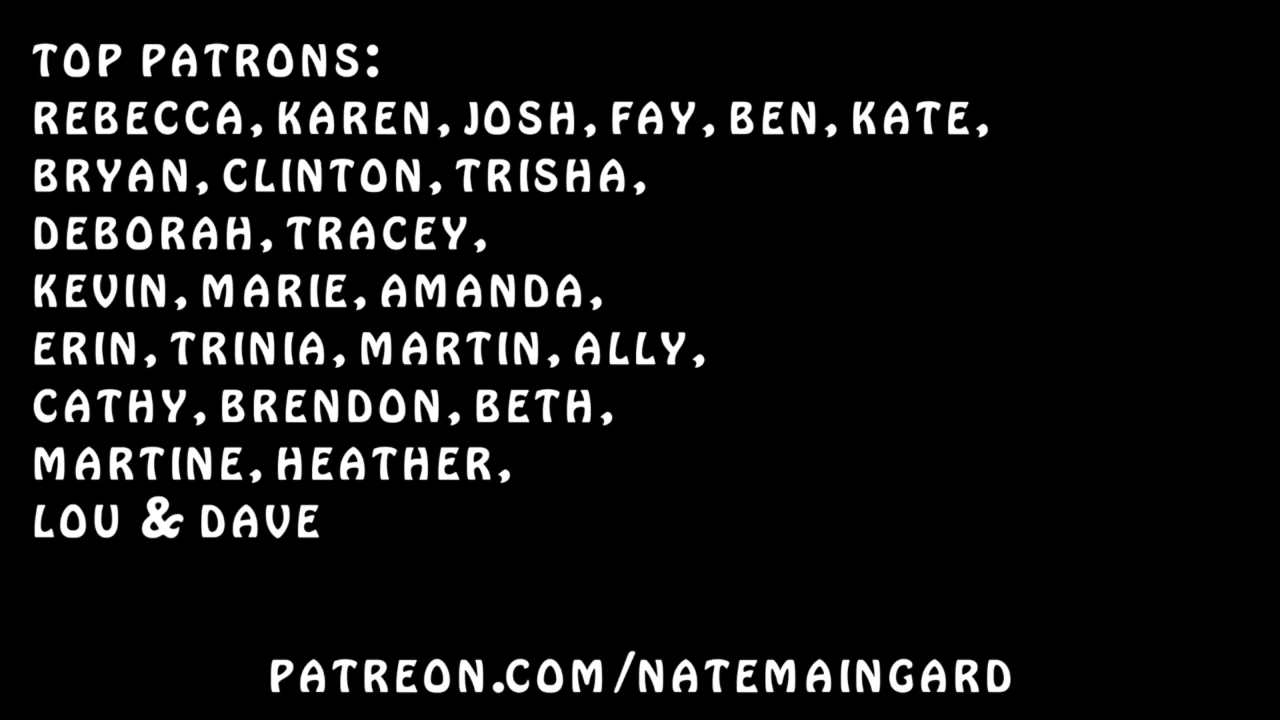 TOP PATRONS:
REBECCA, KAREN, JOSH, FAY, BEN, KATE,
BRYAN, CLINTON, TRISHA,
DEBORAH, TRACEY,
KEVIN, MARIE, AMANDA,
ERIN, TRINIA, MARTIN, ALLY,
CATHY, BRENDON, BETH,
MARTINE, HEATHER,
LOU & DAVE
PATREON.COM/NATEMAINGARD